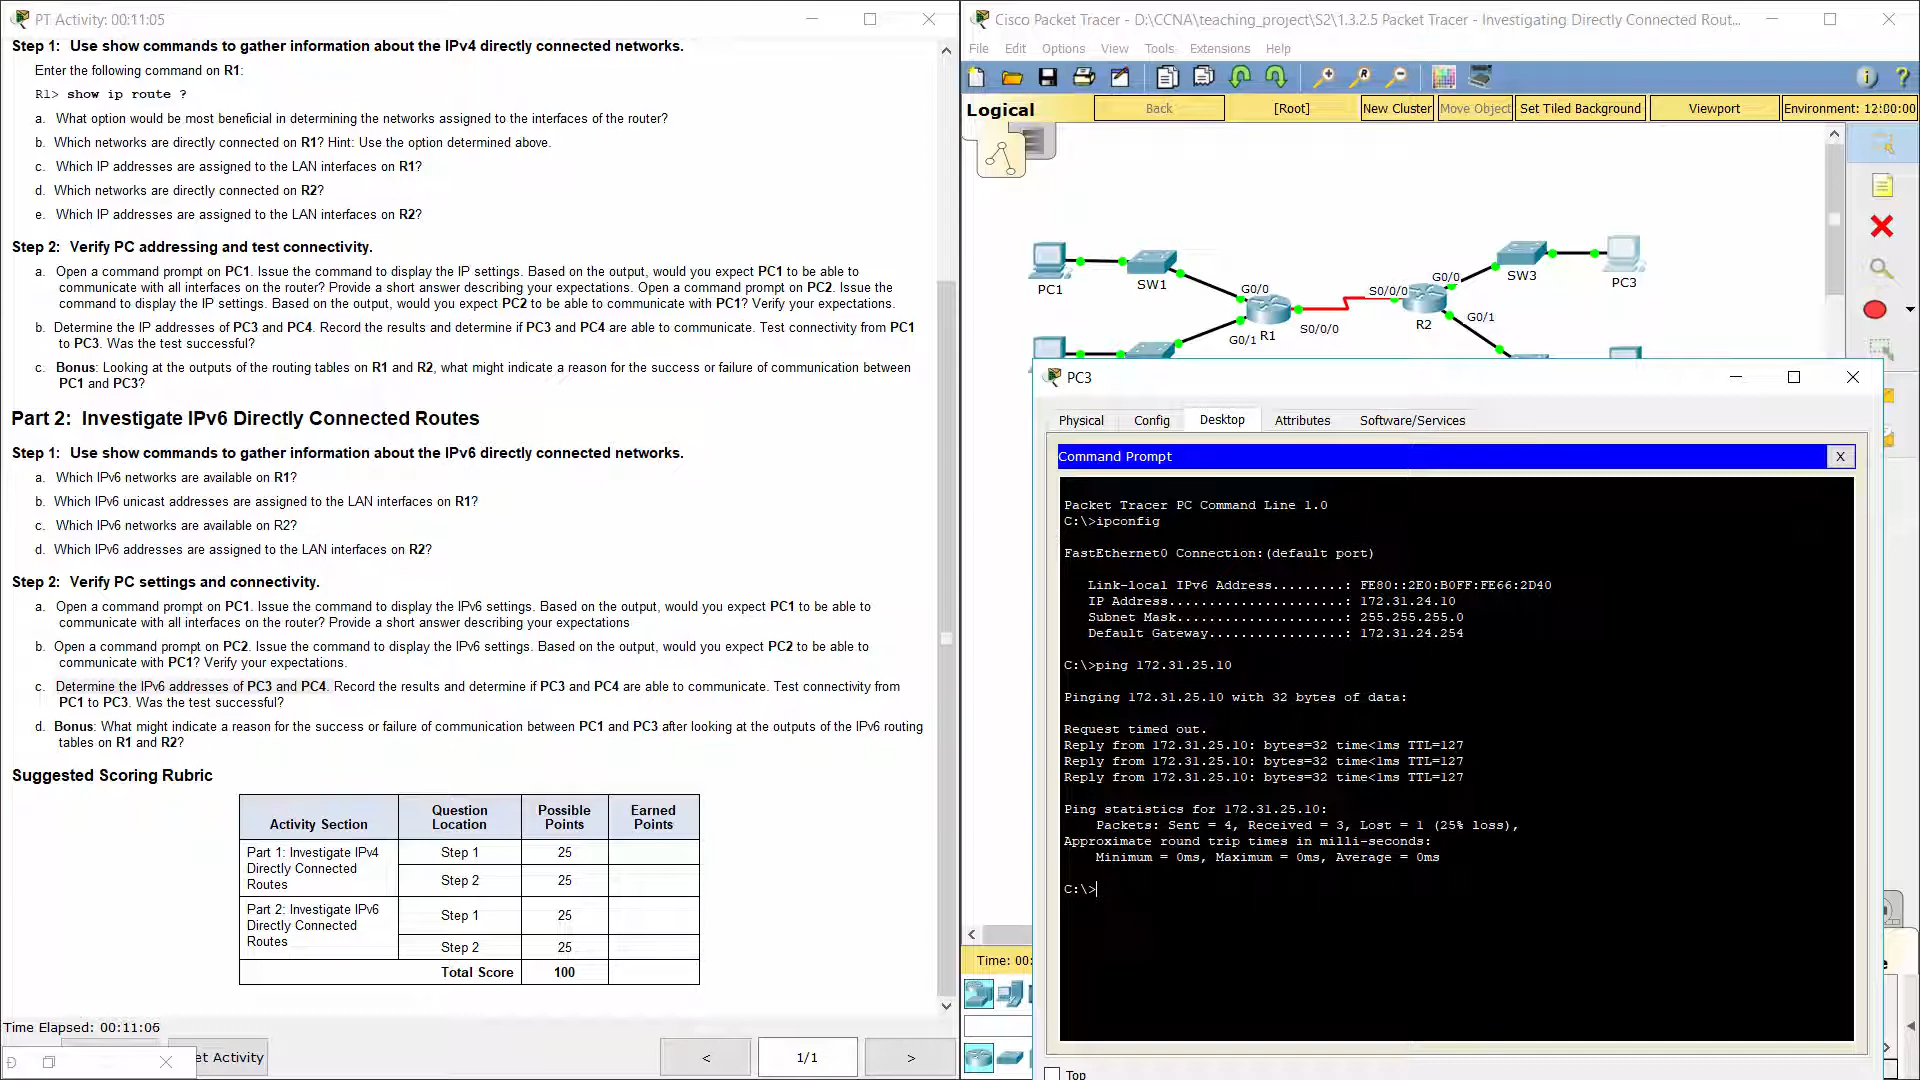 PT Activity: 00:11:05
Step 1: Use show commands to gather information about the IPv4 directly connected networks.
Enter the following command on R1:
R1> show ip route ?
a. What option would be most beneficial in determining the networks assigned to the interfaces of the router?
b. Which networks are directly connected on R1? Hint: Use the option determined above.
c. Which IP addresses are assigned to the LAN interfaces on R1?
d. Which networks are directly connected on R2?
e. Which IP addresses are assigned to the LAN interfaces on R2?
Step 2: Verify PC addressing and test connectivity.
a. Open a command prompt on PC1. Issue the command to display the IP settings. Based on the output, would you expect PC1 to be able to
communicate with all interfaces on the router? Provide a short answer describing your expectations. Open a command prompt on PC2. Issue the
command to display the IP settings. Based on the output, would you expect PC2 to be able to communicate with PC1? Verify your expectations.
b. Determine the IP addresses of PC3 and PC4. Record the results and determine if PC3 and PC4 are able to communicate. Test connectivity from PC1
to PC3. Was the test successful?
c. Bonus: Looking at the outputs of the routing tables on R1 and R2, what might indicate a reason for the success or failure of communication between
PC1 and PC3?
Part 2: Investigate IPv6 Directly Connected Routes
Step 1: Use show commands to gather information about the IPv6 directly connected networks.
a. Which IPv6 networks are available on R1?
b. Which IPv6 unicast addresses are assigned to the LAN interfaces on R1?
c. Which IPv6 networks are available on R2?
d. Which IPv6 addresses are assigned to the LAN interfaces on R2?
Step 2: Verify PC settings and connectivity.
a. Open a command prompt on PC1. Issue the command to display the IPv6 settings. Based on the output, would you expect PC1 to be able to
communicate with all interfaces on the router? Provide a short answer describing your expectations
b. Open a command prompt on PC2. Issue the command to display the IPv6 settings. Based on the output, would you expect PC2 to be able to
communicate with PC1? Verify your expectations.
c. Determine the IPv6 addresses of PC3 and PC4. Record the results and determine if PC3 and PC4 are able to communicate. Test connectivity from
PC1 to PC3. Was the test successful?
d. Bonus: What might indicate a reason for the success or failure of communication between PC1 and PC3 after looking at the outputs of the IPv6 routing
tables on R1 and R2?
Suggested Scoring Rubric
Activity Section Question Location Possible Points Earned Points
Part 1: Investigate IPv4 Directly Connected Routes Step 1 25
Step 2 25
Part 2: Investigate IPv6 Directly Connected Routes Step 1 25
Step 2 25
Total Score 100
Time Elapsed: 00:11:06
et Activity < 1/1 >
Cisco Packet Tracer - D:\CCNA\teaching_project\S2\1.3.2.5 Packet Tracer - Investigating Directly Connected Rout...
File Edit Options View Tools Extensions Help
Logical Back [Root] New Cluster Move Object Set Tiled Background Viewport Environment: 12:00:00
PC1
SW1
G0/0
G0/1
R1
S0/0/0
S0/0/0
R2
G0/0
G0/1
SW3
PC3
Time: 00:
PC3
Physical Config Desktop Attributes Software/Services
Command Prompt X
Packet Tracer PC Command Line 1.0
C:\>ipconfig
FastEthernet0 Connection:(default port)
Link-local IPv6 Address.........: FE80::2E0:B0FF:FE66:2D40
IP Address......................: 172.31.24.10
Subnet Mask.....................: 255.255.255.0
Default Gateway.................: 172.31.24.254
C:\>ping 172.31.25.10
Pinging 172.31.25.10 with 32 bytes of data:
Request timed out.
Reply from 172.31.25.10: bytes=32 time<1ms TTL=127
Reply from 172.31.25.10: bytes=32 time<1ms TTL=127
Reply from 172.31.25.10: bytes=32 time<1ms TTL=127
Ping statistics for 172.31.25.10:
Packets: Sent = 4, Received = 3, Lost = 1 (25% loss),
Approximate round trip times in milli-seconds:
Minimum = 0ms, Maximum = 0ms, Average = 0ms
C:\>
Top